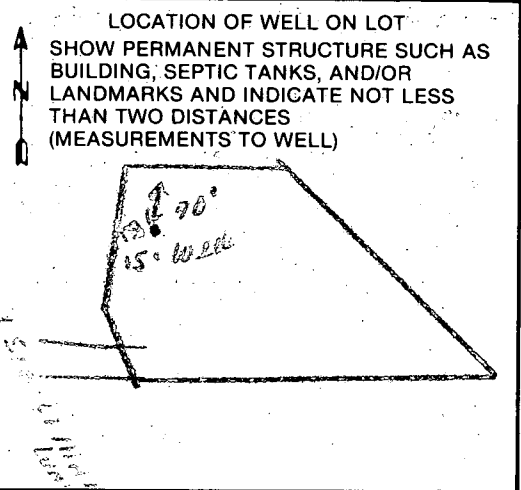 LOCATION OF WELL ON LOT
SHOW PERMANENT STRUCTURE SUCH AS
BUILDING, SEPTIC TANKS, AND/OR
LANDMARKS AND INDICATE NOT LESS
THAN TWO DISTANCES
(MEASUREMENTS TO WELL)
N
70'
15' Well